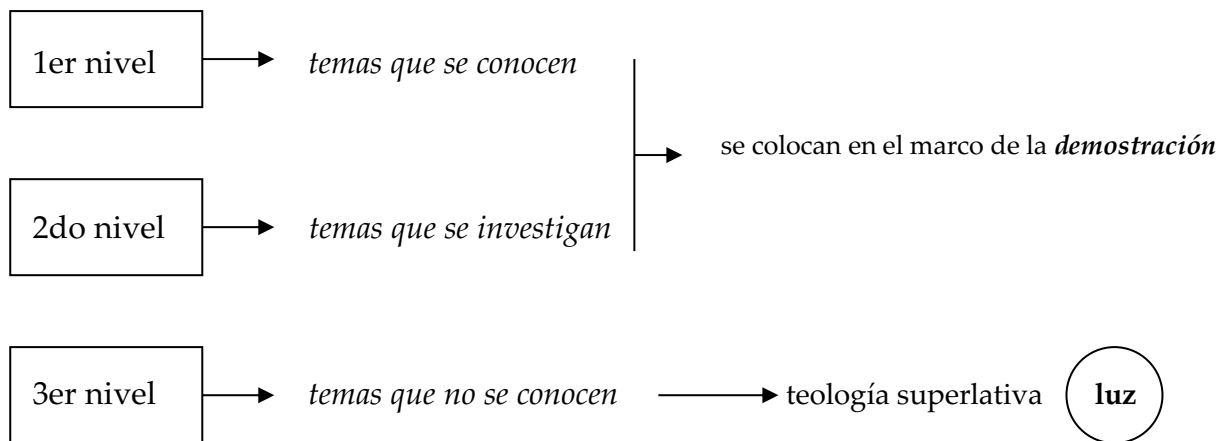 1er nivel
temas que se conocen
se colocan en el marco de la demostración
2do nivel
temas que se investigan
3er nivel
temas que no se conocen
teología superlativa
luz